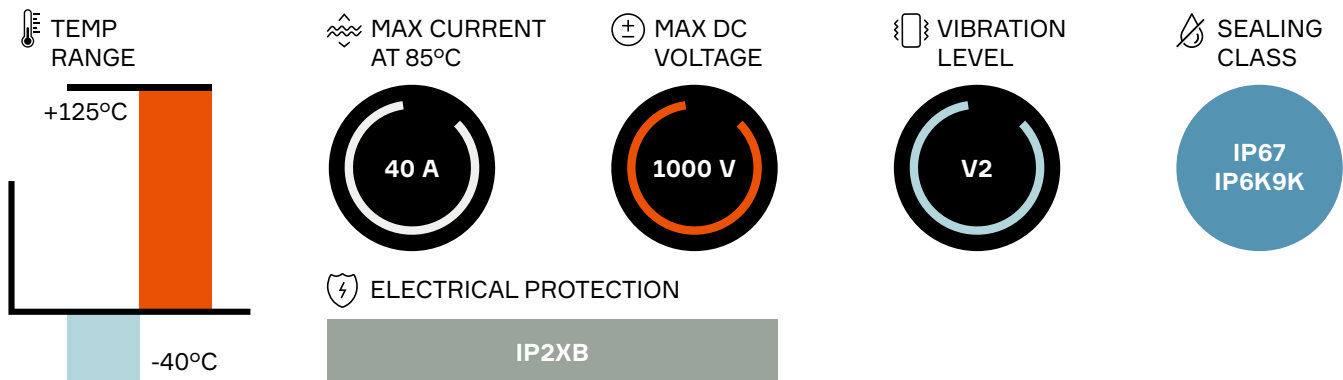 TEMP
RANGE
+125°C
-40°C
MAX CURRENT
AT 85°C
40 A
MAX DC
VOLTAGE
1000 V
VIBRATION
LEVEL
V2
SEALING
CLASS
IP67
IP6K9K
ELECTRICAL PROTECTION
IP2XB